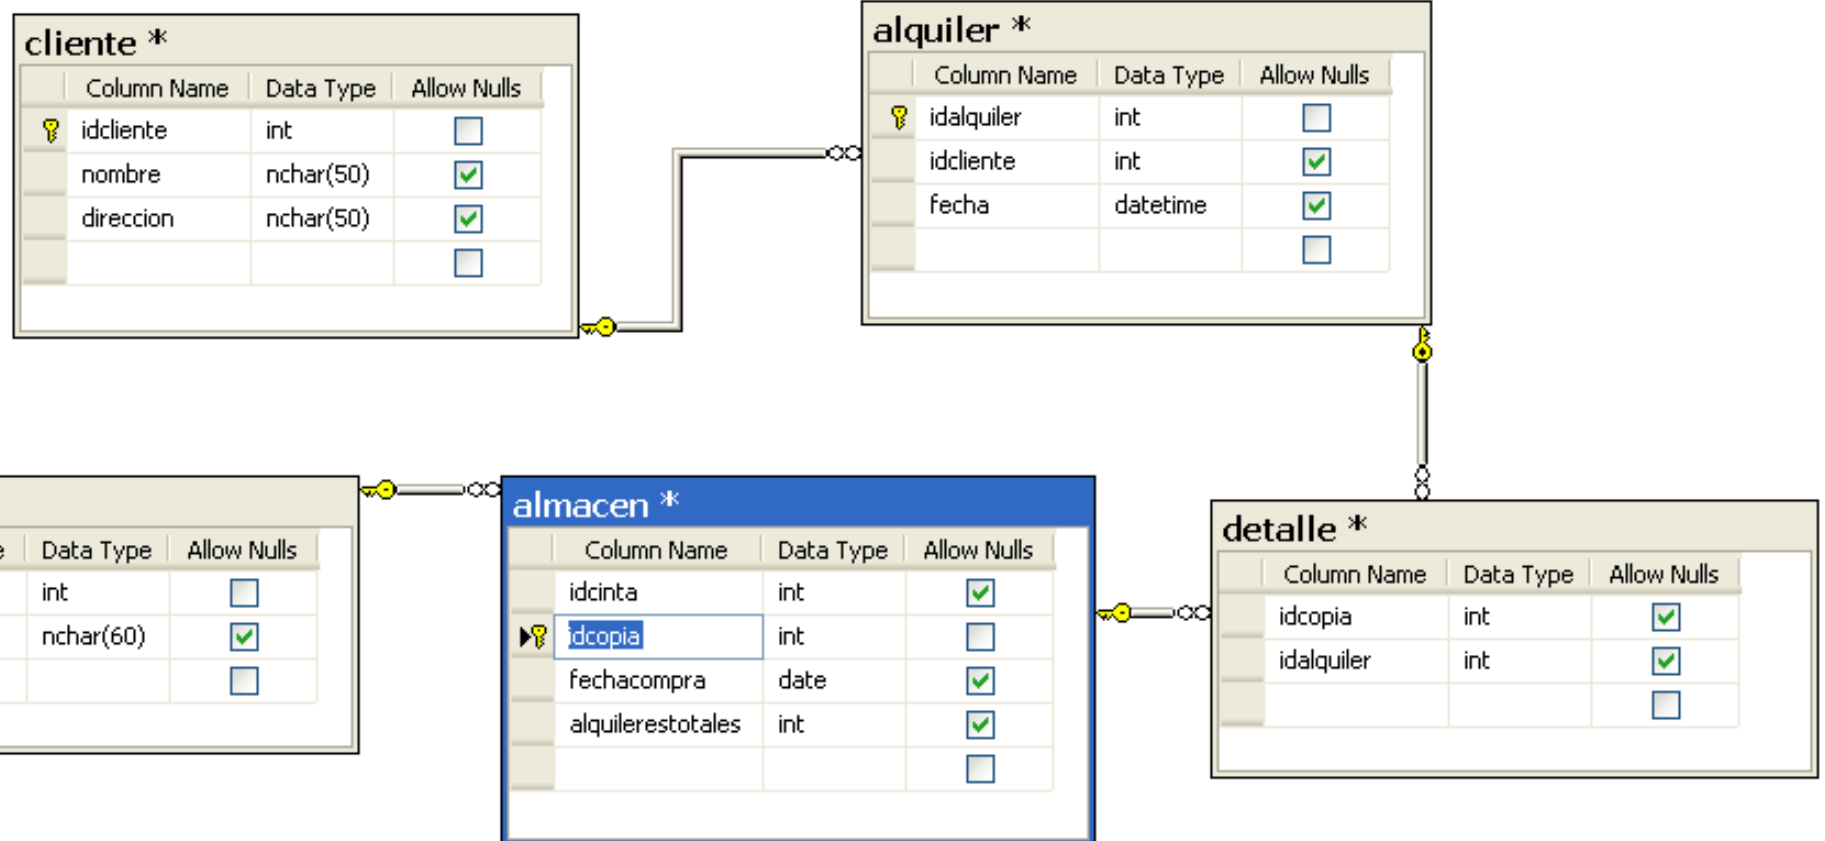 cliente *
Column Name Data Type Allow Nulls
idcliente int
nombre nchar(50)
direccion nchar(50)
alquiler *
Column Name Data Type Allow Nulls
idalquiler int
idcliente int
fecha datetime
Data Type Allow Nulls
int
nchar(60)
almacen *
Column Name Data Type Allow Nulls
idcinta int
idcopia int
fechacompra date
alquilerestotales int
detalle *
Column Name Data Type Allow Nulls
idcopia int
idalquiler int